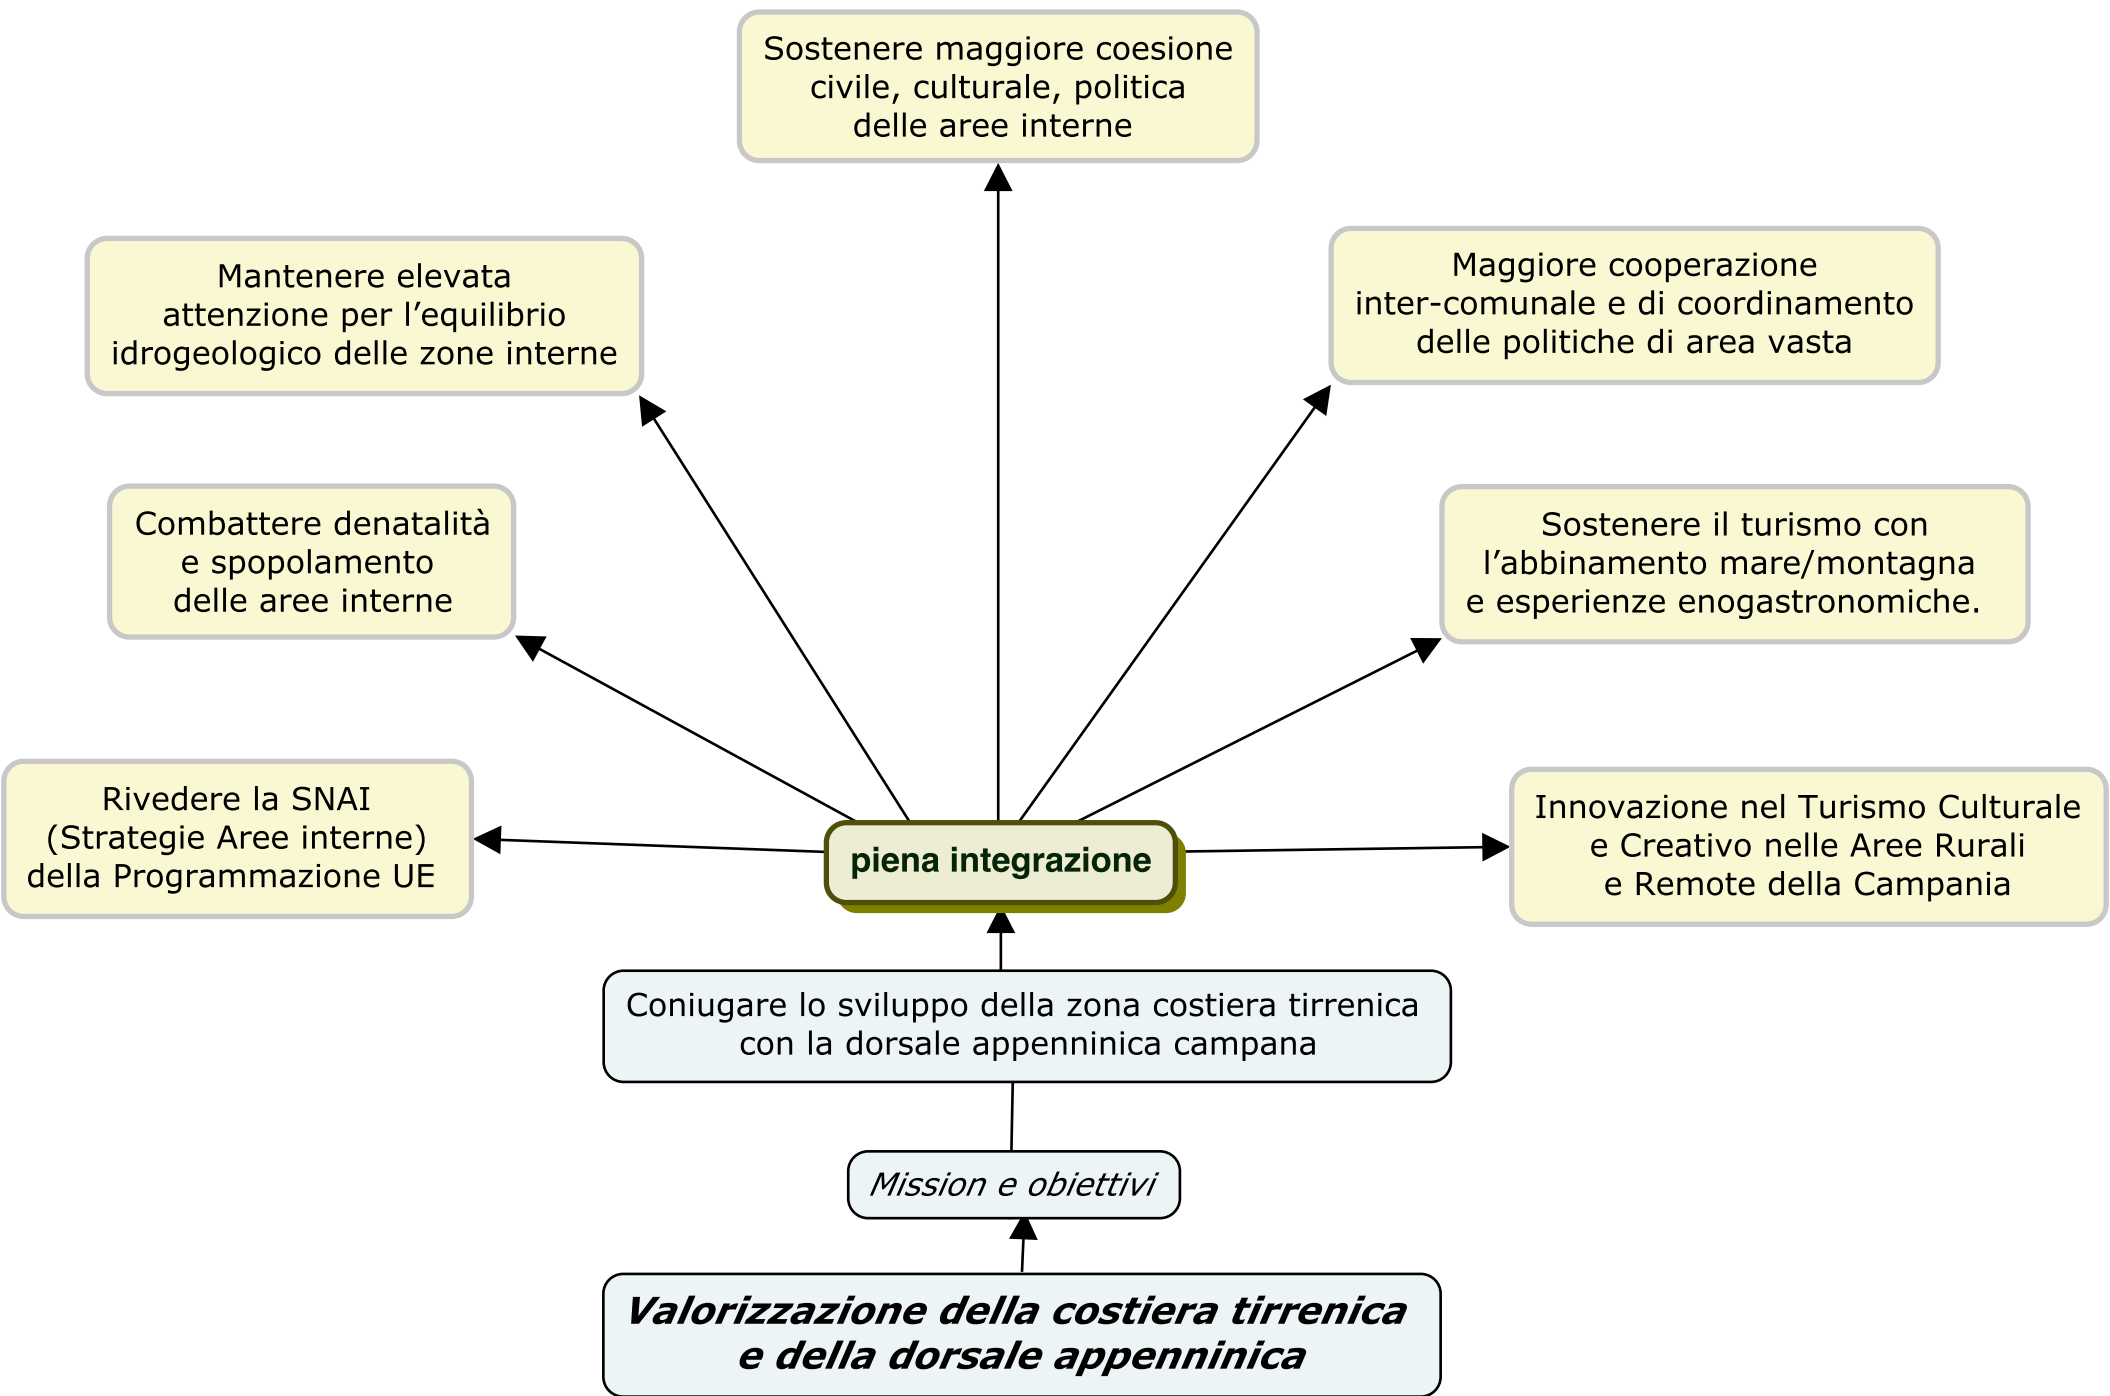 Sostenere maggiore coesione
civile, culturale, politica
delle aree interne
Mantenere elevata
attenzione per l’equilibrio
idrogeologico delle zone interne
Maggiore cooperazione
inter-comunale e di coordinamento
delle politiche di area vasta
Combattere denatalità
e spopolamento
delle aree interne
Sostenere il turismo con
l’abbinamento mare/montagna
e esperienze enogastronomiche.
Rivedere la SNAI
(Strategie Aree interne)
della Programmazione UE
piena integrazione
Innovazione nel Turismo Culturale
e Creativo nelle Aree Rurali
e Remote della Campania
Coniugare lo sviluppo della zona costiera tirrenica
con la dorsale appenninica campana
Mission e obiettivi
Valorizzazione della costiera tirrenica
e della dorsale appenninica